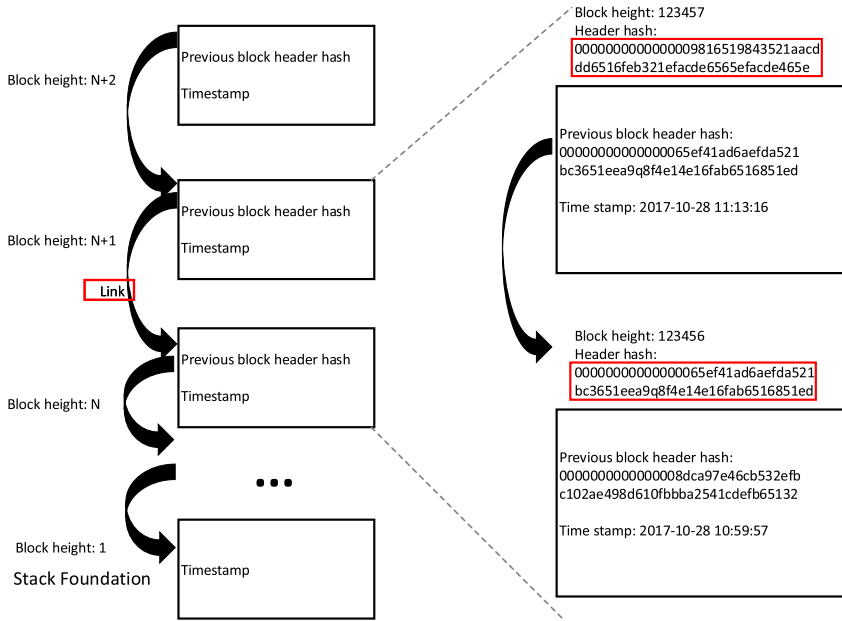 Block height: N+2
Previous block header hash
Timestamp
Block height: N+1
Previous block header hash
Timestamp
Link
Block height: N
Previous block header hash
Timestamp
...
Block height: 1
Stack Foundation
Timestamp
Block height: 123457
Header hash:
0000000000000009816519843521aacd
dd6516feb321efacde6565efacde465e
Previous block header hash:
00000000000000065ef41ad6aefda521
bc3651eea9q8f4e14e16fab6516851ed
Time stamp: 2017-10-28 11:13:16
Block height: 123456
Header hash:
00000000000000065ef41ad6aefda521
bc3651eea9q8f4e14e16fab6516851ed
Previous block header hash:
0000000000000008dca97e46cb532efb
c102ae498d610fbbba2541cdefb65132
Time stamp: 2017-10-28 10:59:57